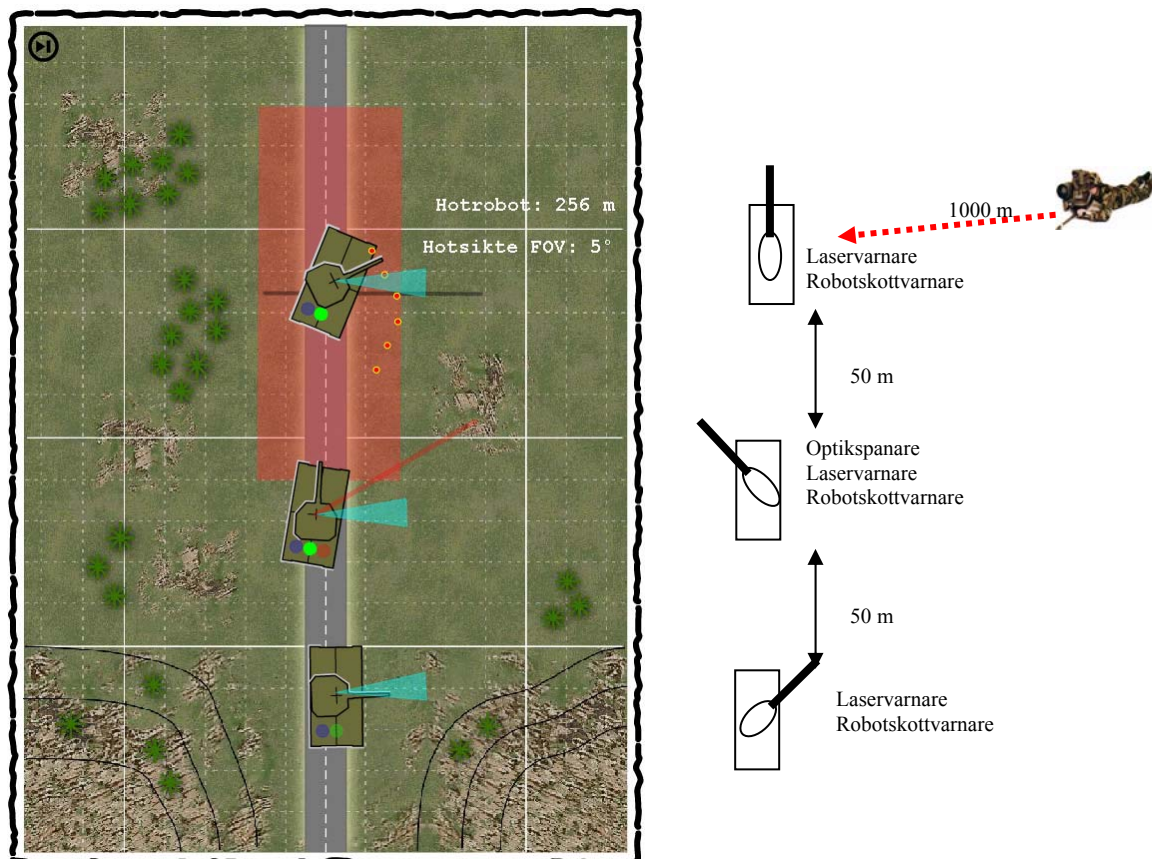 Hotrobot: 256 m
Hotsikte FOV: 5°
1000 m
Laservarnare
Robotskottvarnare
50 m
Optikspanare
Laservarnare
Robotskottvarnare
50 m
Laservarnare
Robotskottvarnare